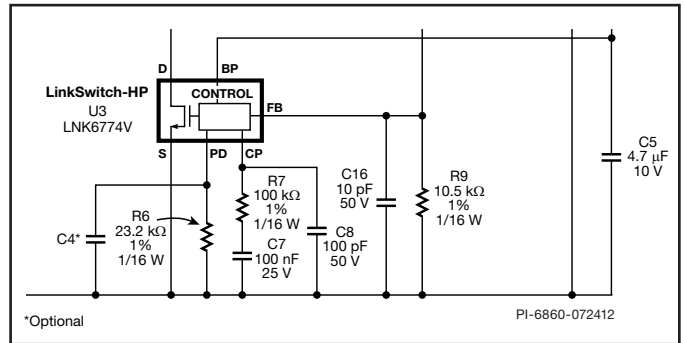 D
BP
LinkSwitch-HP
U3
LNK6774V
CONTROL
FB
S
PD
CP
C5
4.7 μF
10 V
C16
10 pF
50 V
R9
10.5 kΩ
1%
1/16 W
R7
100 kΩ
1%
1/16 W
C4*
R6
23.2 kΩ
1%
1/16 W
C8
100 pF
50 V
C7
100 nF
25 V
*Optional
PI-6860-072412